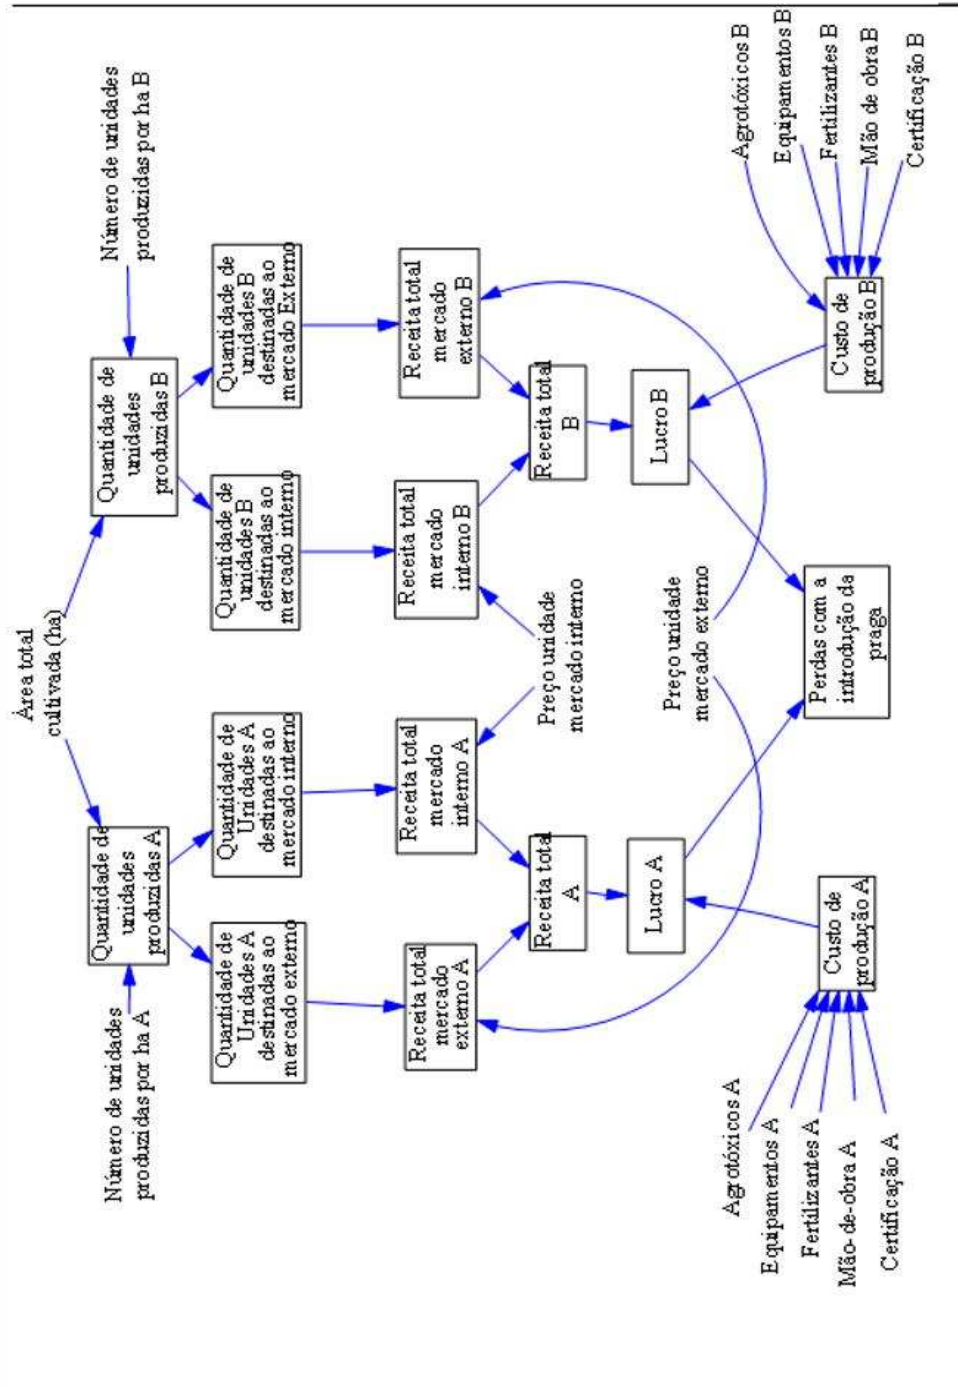 Área total
cultivada (ha)
Número de unidades
produzidas por ha A
Quantidade de
unidades
produzidas A
Quantidade de
unidades
produzidas B
Número de unidades
produzidas por ha B
Quantidade de
Unidades A
destinadas ao
mercado externo
Quantidade de
Unidades A
destinadas ao
mercado interno
Quantidade de
unidades B
destinadas ao
mercado interno
Quantidade de
unidades B
destinadas ao
mercado Externo
Receita total
mercado
externo A
Receita total
mercado
interno A
Receita total
mercado
interno B
Receita total
mercado
externo B
Receita total
A
Preço unidade
mercado interno
Receita total
B
Lucro A
Preço unidade
mercado externo
Lucro B
Agrotóxicos A
Equipamentos A
Fertilizantes A
Mão-de-obra A
Certificação A
Custo de
produção A
Perdas com a
introdução da
praga
Custo de
produção B
Agrotóxicos B
Equipamentos B
Fertilizantes B
Mão de obra B
Certificação B